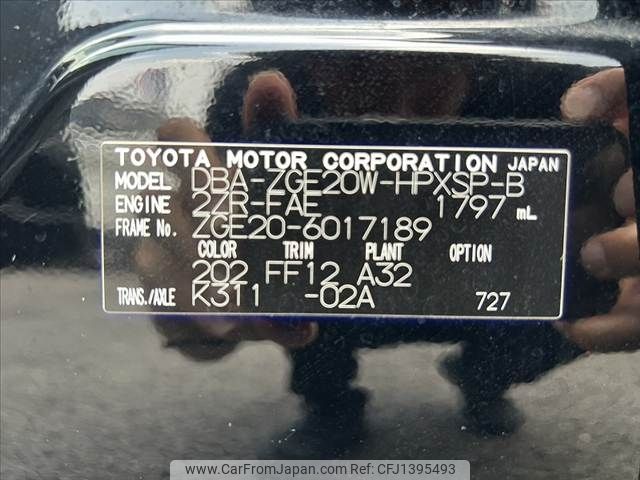 TOYOTA MOTOR CORPORATION JAPAN
MODEL DBA-ZGE20W-HPXSP-B
ENGINE 2ZR-FAE 1797 mL
FRAME No. ZGE20-6017189
COLOR TRIM PLANT OPTION
202 FF12 A32
TRANS./AXLE K311 -02A 727
www.CarFromJapan.com - ID: CFJ1395493